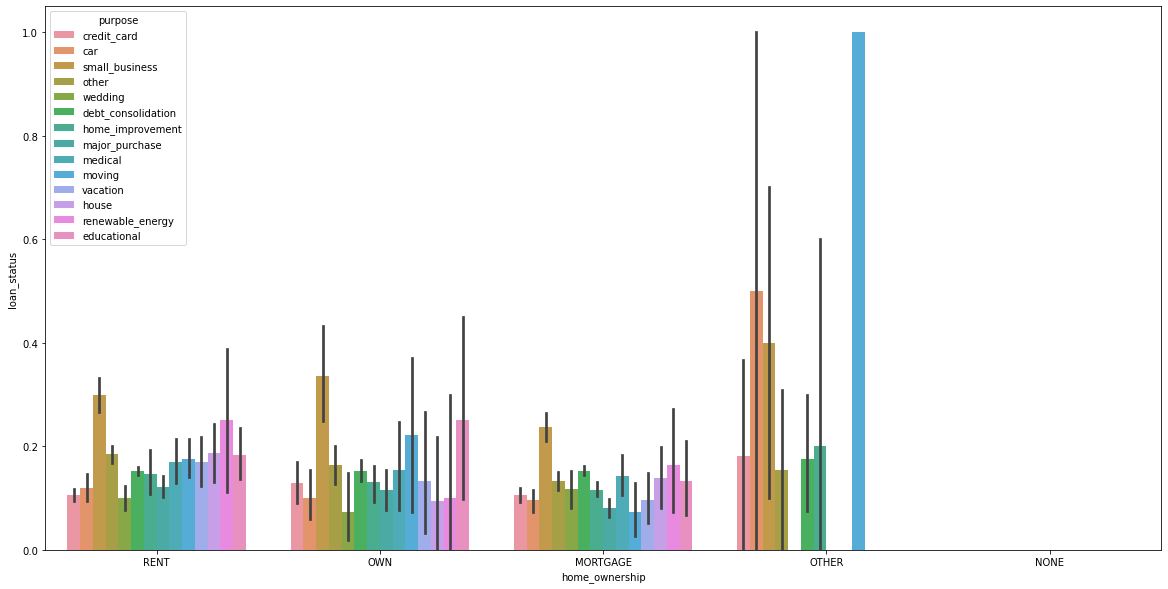 purpose
credit_card
car
small_business
other
wedding
debt_consolidation
home_improvement
major_purchase
medical
moving
vacation
house
renewable_energy
educational
1.0
0.8
0.6
0.4
0.2
0.0
loan_status
RENT OWN MORTGAGE OTHER NONE
home_ownership